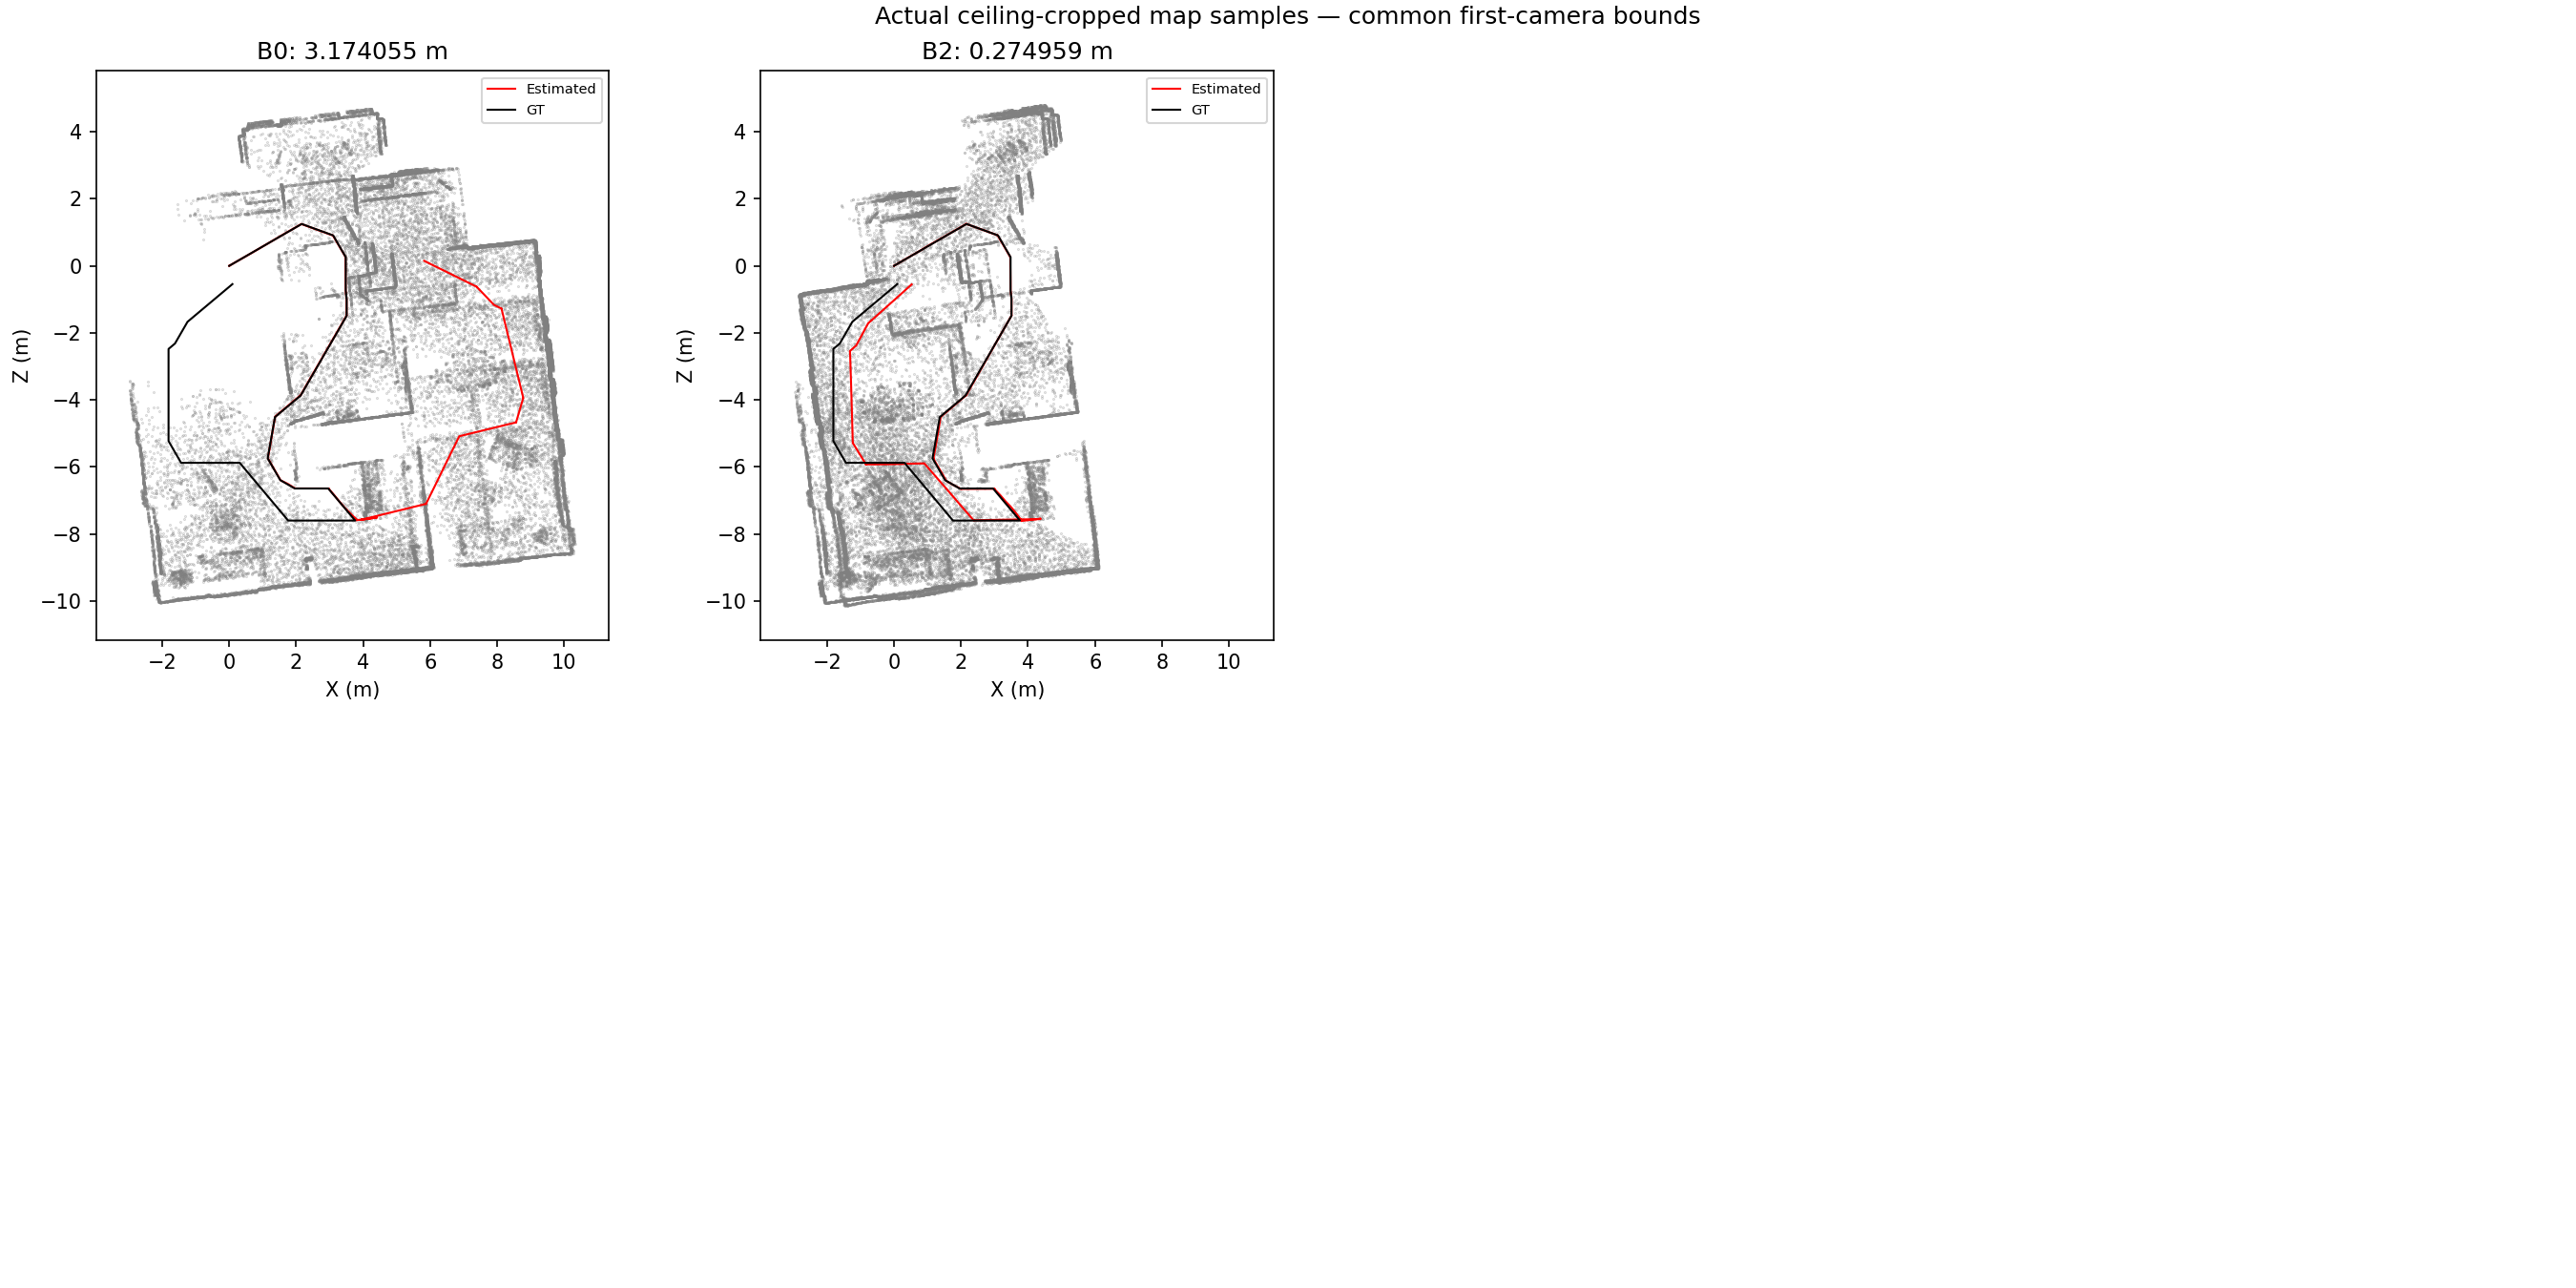 Actual ceiling-cropped map samples — common first-camera bounds
B0: 3.174055 m
Estimated
GT
4
2
0
−2
−4
−6
−8
−10
Z (m)
−2 0 2 4 6 8 10
X (m)
B2: 0.274959 m
Estimated
GT
4
2
0
−2
−4
−6
−8
−10
Z (m)
−2 0 2 4 6 8 10
X (m)